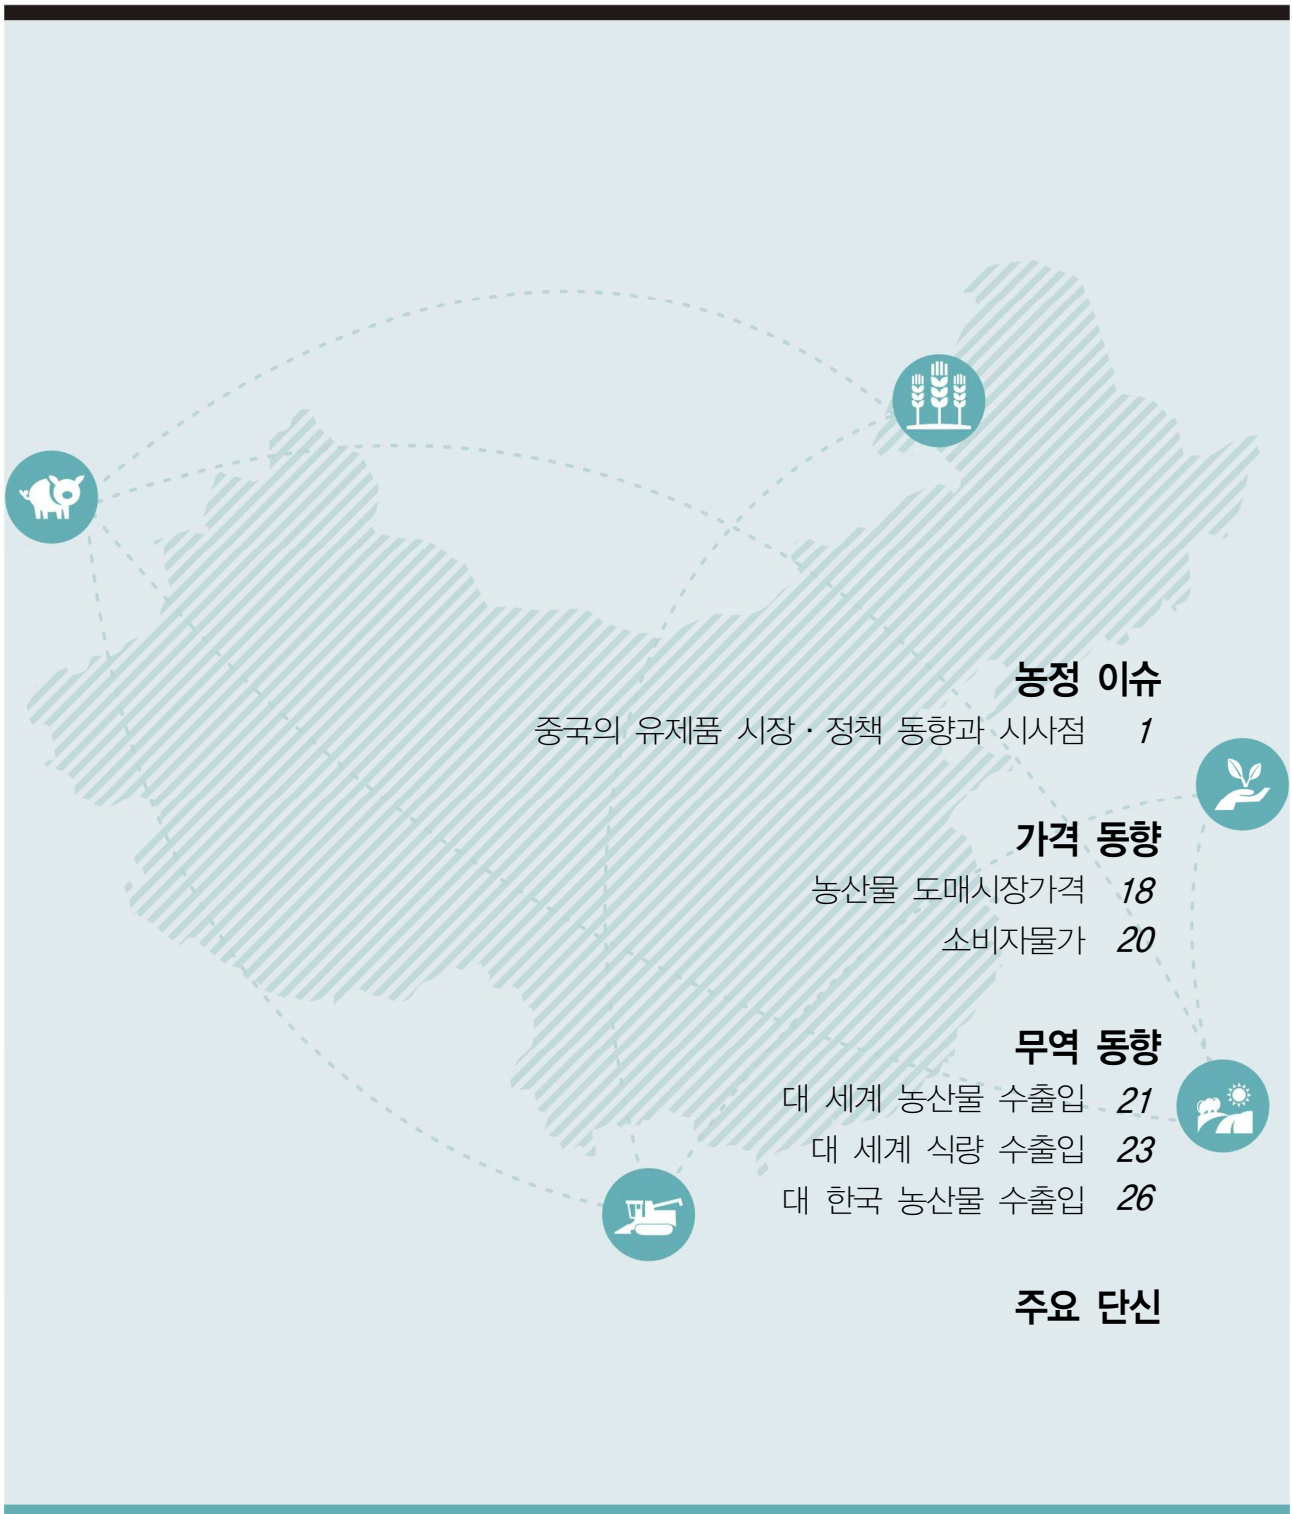 농정 이슈
중국의 유제품 시장·정책 동향과 시사점 1
가격 동향
농산물 도매시장가격 18
소비자물가 20
무역 동향
대 세계 농산물 수출입 21
대 세계 식량 수출입 23
대 한국 농산물 수출입 26
주요 단신